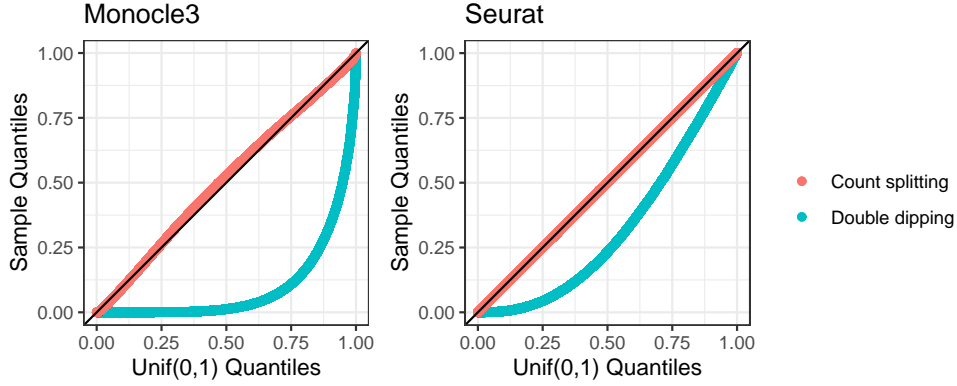 Monocle3
Seurat
Sample Quantiles
1.00
0.75
0.50
0.25
0.00
0.00 0.25 0.50 0.75 1.00
Unif(0,1) Quantiles
Sample Quantiles
1.00
0.75
0.50
0.25
0.00
0.00 0.25 0.50 0.75 1.00
Unif(0,1) Quantiles
Count splitting
Double dipping